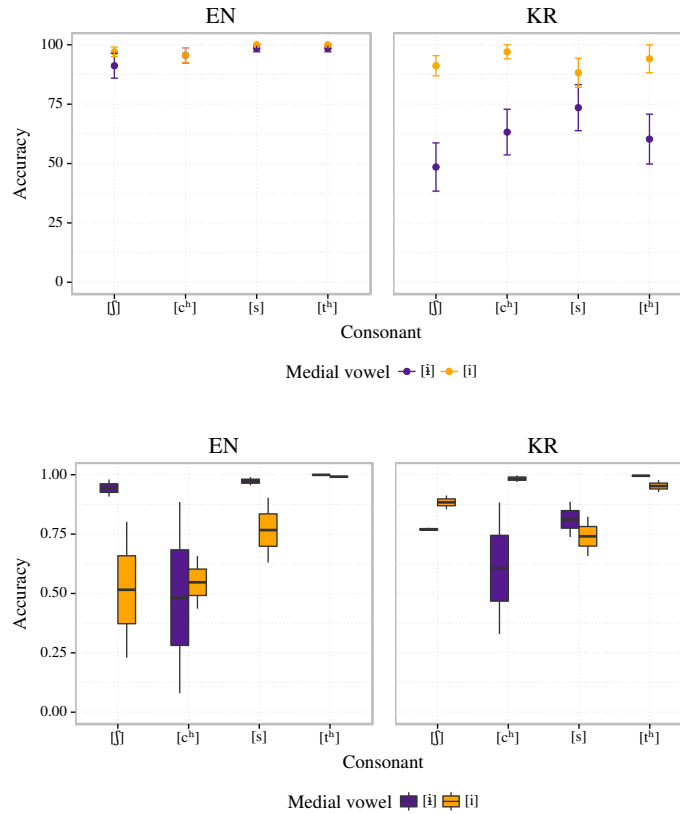 EN KR
100
75
50
25
0
Accuracy
[ʃ] [cʰ] [s] [tʰ] [ʃ] [cʰ] [s] [tʰ]
Consonant
Medial vowel [ɨ] [i]
EN KR
1.00
0.75
0.50
0.25
0.00
Accuracy
[ʃ] [cʰ] [s] [tʰ] [ʃ] [cʰ] [s] [tʰ]
Consonant
Medial vowel [ɨ] [i]